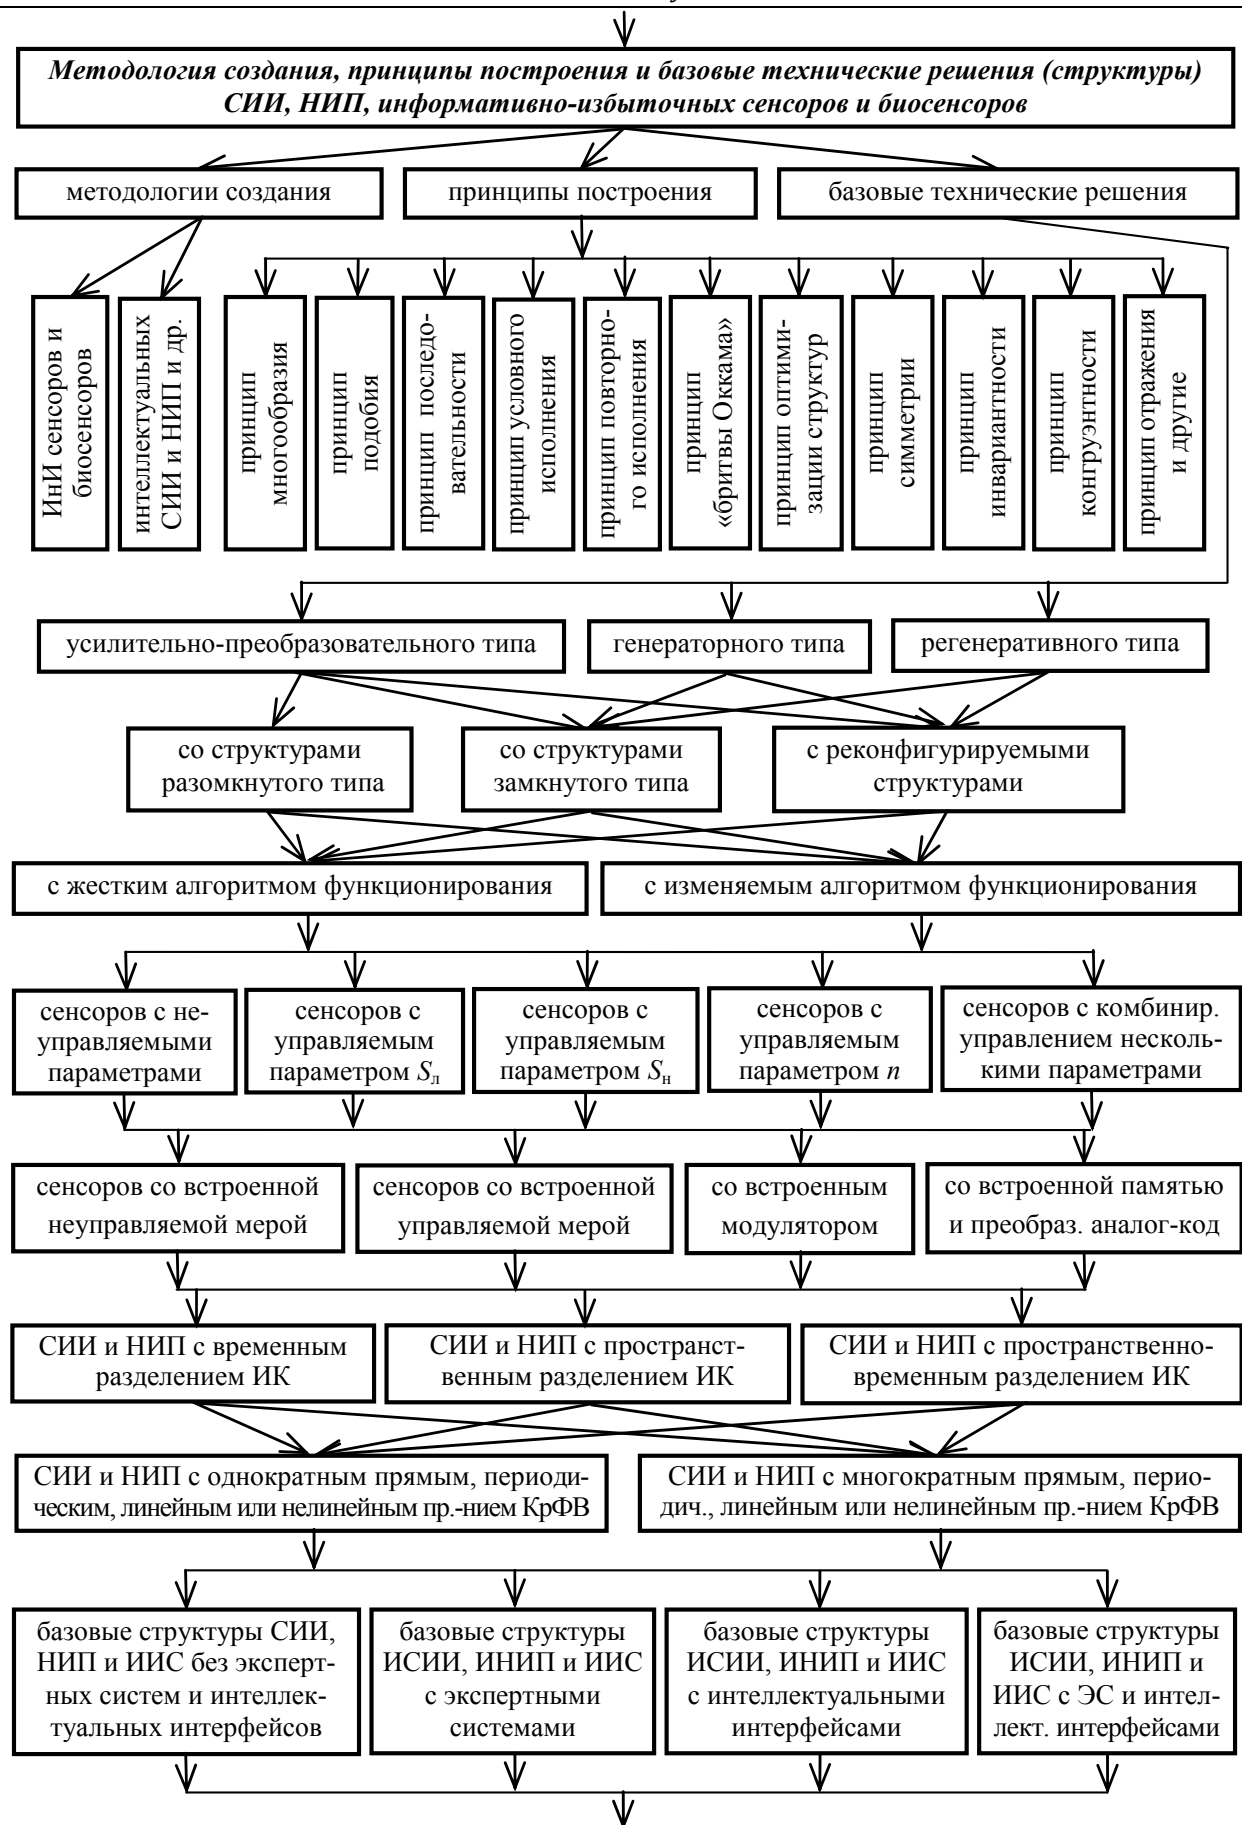 Методология создания, принципы построения и базовые технические решения (структуры)
СИИ, НИП, информативно-избыточных сенсоров и биосенсоров
методологии создания
принципы построения
базовые технические решения
ИнИ сенсоров и
биосенсоров
интеллектуальных
СИИ и НИП и др.
принцип
многообразия
принцип
подобия
принцип последо-
вательности
принцип условного
исполнения
принцип повторно-
го исполнения
принцип
«бритвы Оккама»
принцип оптими-
зации структур
принцип
симметрии
принцип
инвариантности
принцип
конгруэнтности
принцип отражения
и другие
усилительно-преобразовательного типа
генераторного типа
регенеративного типа
со структурами
разомкнутого типа
со структурами
замкнутого типа
с реконфигурируемыми
структурами
с жестким алгоритмом функционирования
с изменяемым алгоритмом функционирования
сенсоров с не-
управляемыми
параметрами
сенсоров с
управляемым
параметром Sл
сенсоров с
управляемым
параметром Sн
сенсоров с
управляемым
параметром n
сенсоров с комбинир.
управлением несколь-
кими параметрами
сенсоров со встроенной
неуправляемой мерой
сенсоров со встроенной
управляемой мерой
со встроенным
модулятором
со встроенной памятью
и преобраз. аналог-код
СИИ и НИП с временным
разделением ИК
СИИ и НИП с пространст-
венным разделением ИК
СИИ и НИП с пространственно-
временным разделением ИК
СИИ и НИП с однократным прямым, периоди-
ческим, линейным или нелинейным пр.-нием КрФВ
СИИ и НИП с многократным прямым, перио-
дич., линейным или нелинейным пр.-нием КрФВ
базовые структуры СИИ,
НИП и ИИС без эксперт-
ных систем и интеллек-
туальных интерфейсов
базовые структуры
ИСИИ, ИНИП и ИИС
с экспертными
системами
базовые структуры
ИСИИ, ИНИП и ИИС
с интеллектуальными
интерфейсами
базовые структуры
ИСИИ, ИНИП и
ИИС с ЭС и интел-
лект. интерфейсами